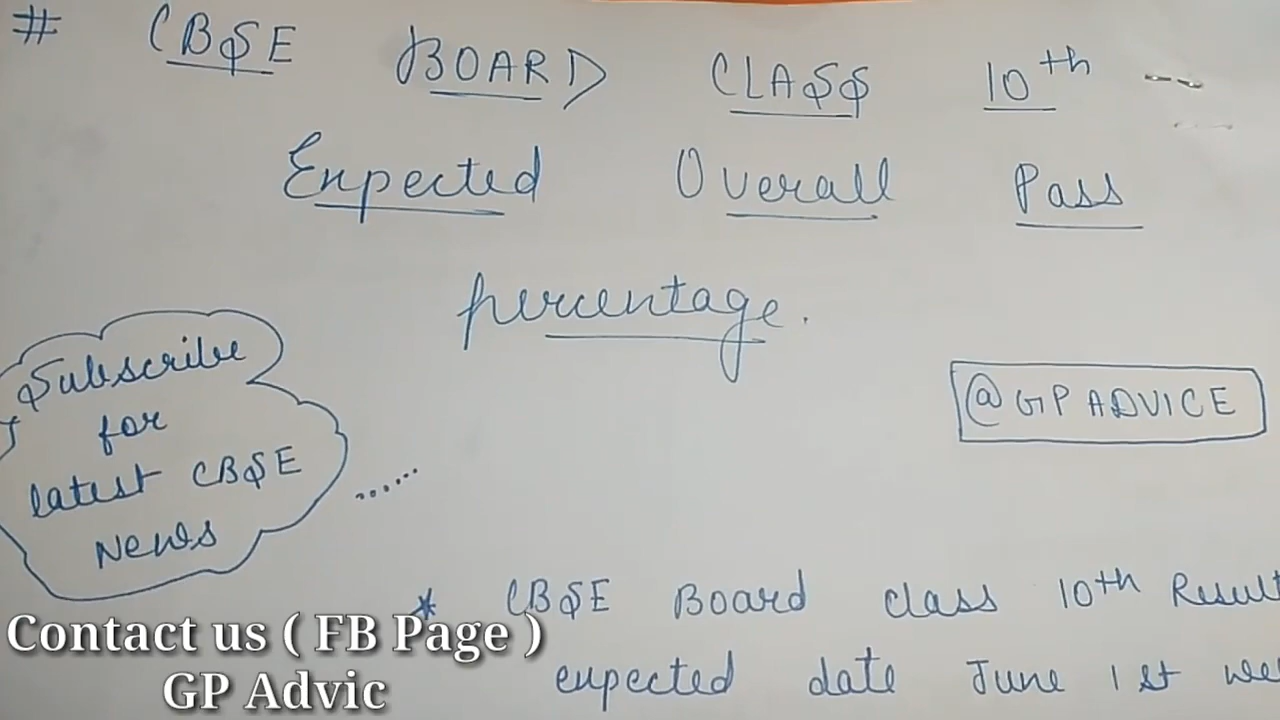 # CBSE BOARD CLASS 10th
Expected Overall Pass
percentage.
@GP ADVICE
Subscribe
for
latest CBSE
News
* CBSE Board class 10th Result
expected date June 1st
Contact us ( FB Page )
GP Advic